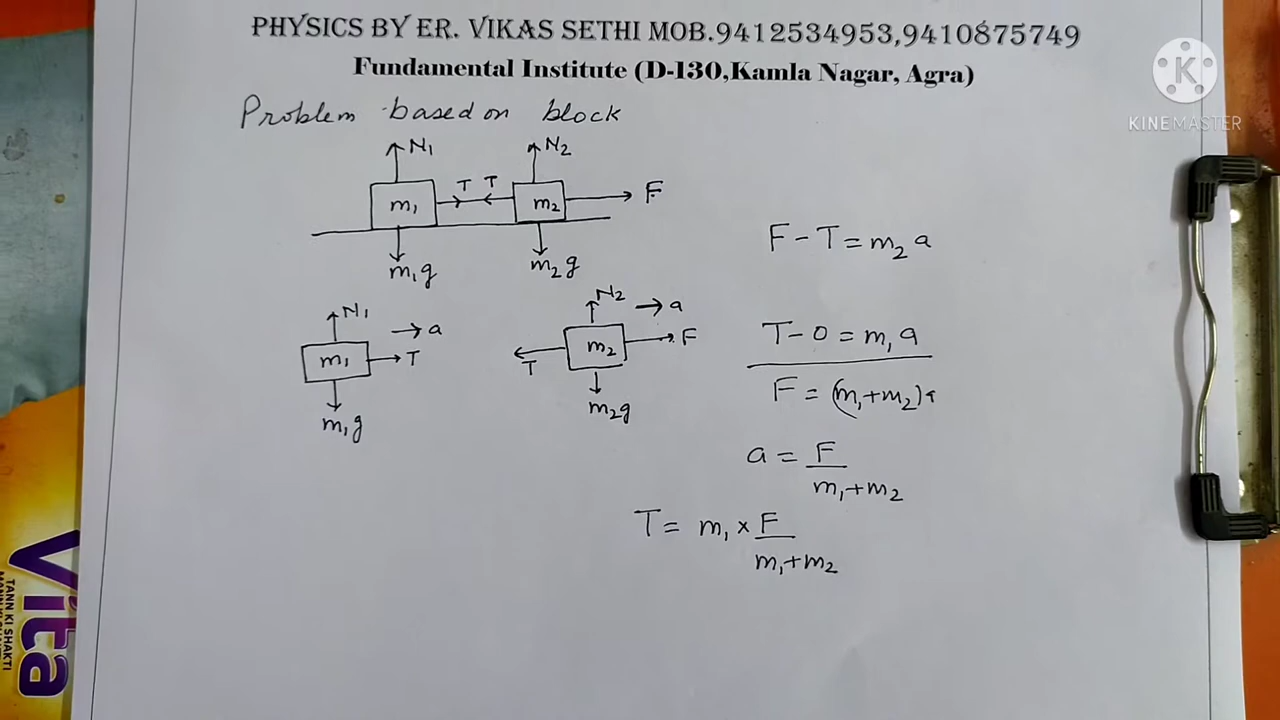 PHYSICS BY ER. VIKAS SETHI MOB.9412534953,9410875749
Fundamental Institute (D-130,Kamla Nagar, Agra)
K
KINEMASTER
Problem based on block
N₁ N₂
T T
m₁ m₂ F
m₁g m₂g
N₁ → a
m₁ T
m₁g
N₂ → a
T m₂ F
m₂g
F - T = m₂ a
T - 0 = m₁ a
F = (m₁+m₂) a
a = F / m₁+m₂
T = m₁ × F / m₁+m₂
Vita
TANN KI SHAKTI